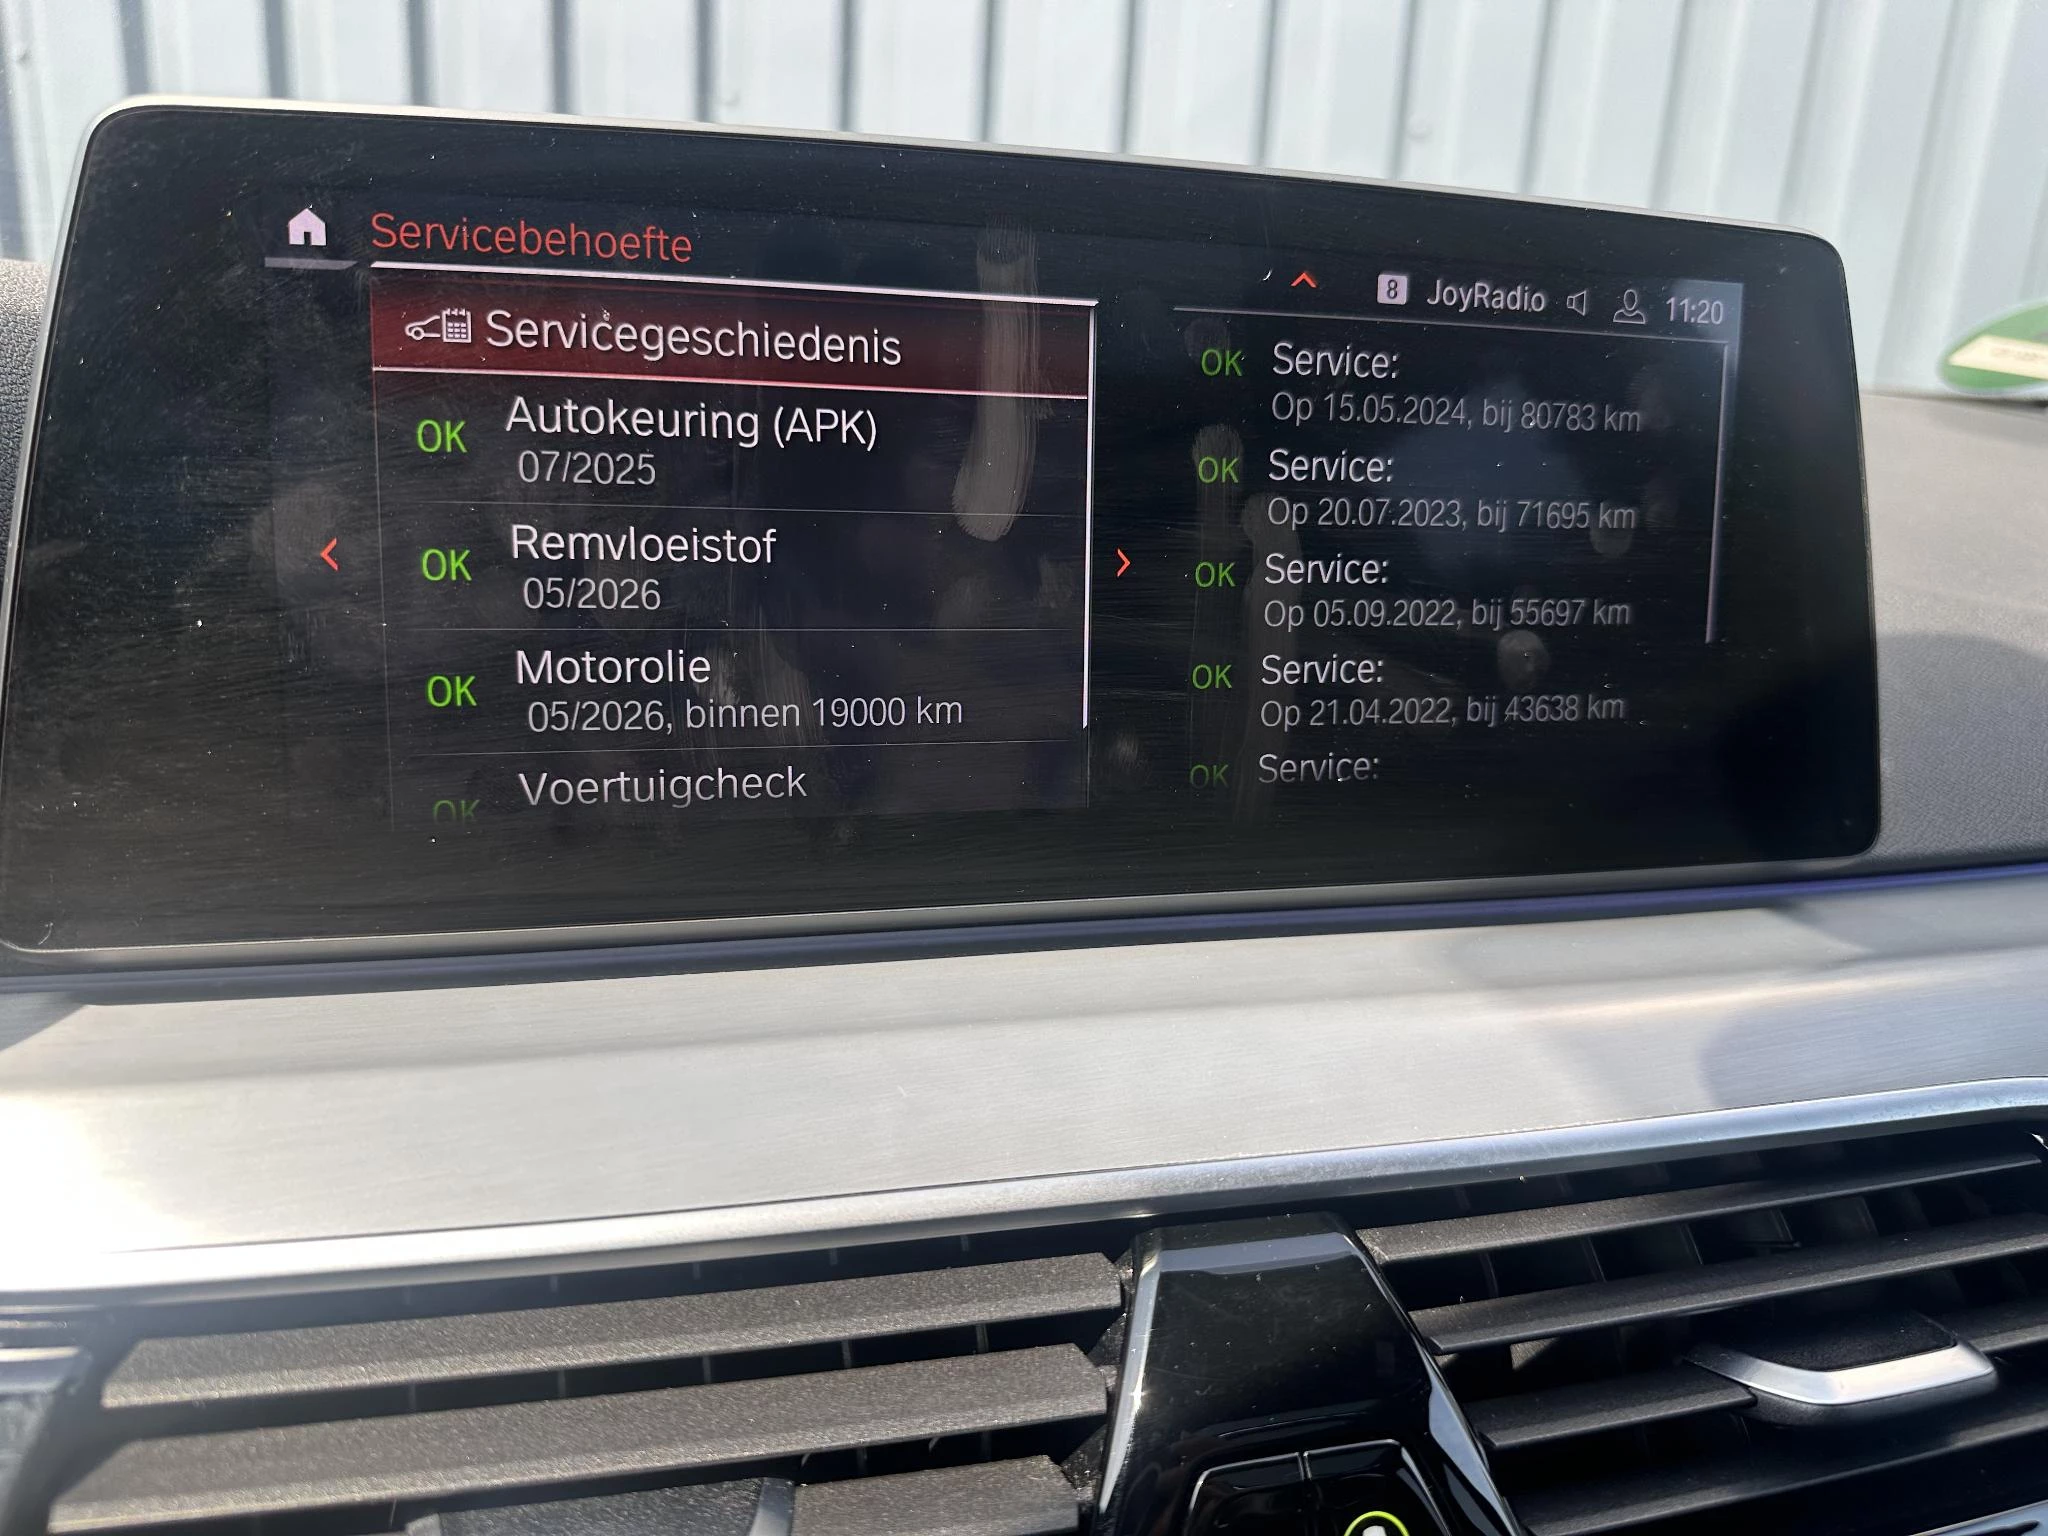 Servicebehoefte
8 JoyRadio 11:20
Servicegeschiedenis
OK Autokeuring (APK)
07/2025
OK Remvloeistof
05/2026
OK Motorolie
05/2026, binnen 19000 km
OK Voertuigcheck
OK Service:
Op 15.05.2024, bij 80783 km
OK Service:
Op 20.07.2023, bij 71695 km
OK Service:
Op 05.09.2022, bij 55697 km
OK Service:
Op 21.04.2022, bij 43638 km
OK Service: